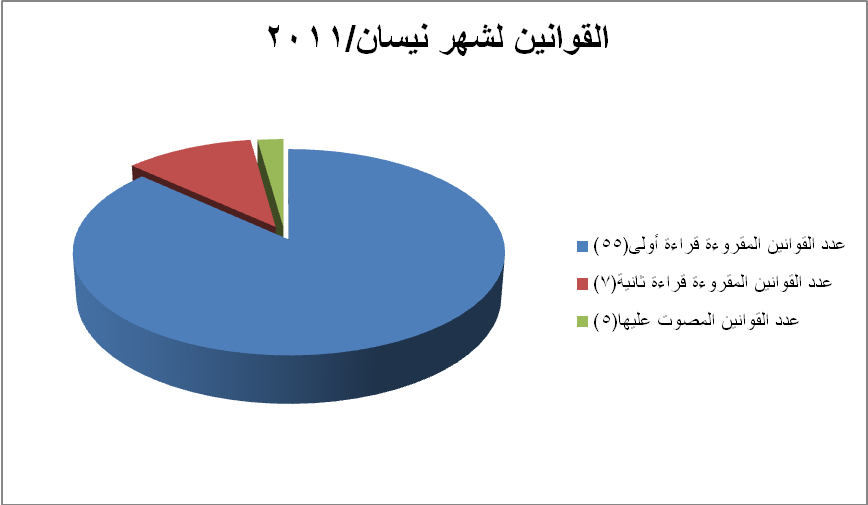 القوانين لشهر نيسان/٢٠١١
عدد القوانين المقروءة قراءة أولى(٥٥)
عدد القوانين المقروءة قراءة ثانية(٧)
عدد القوانين المصوت عليها(٥)